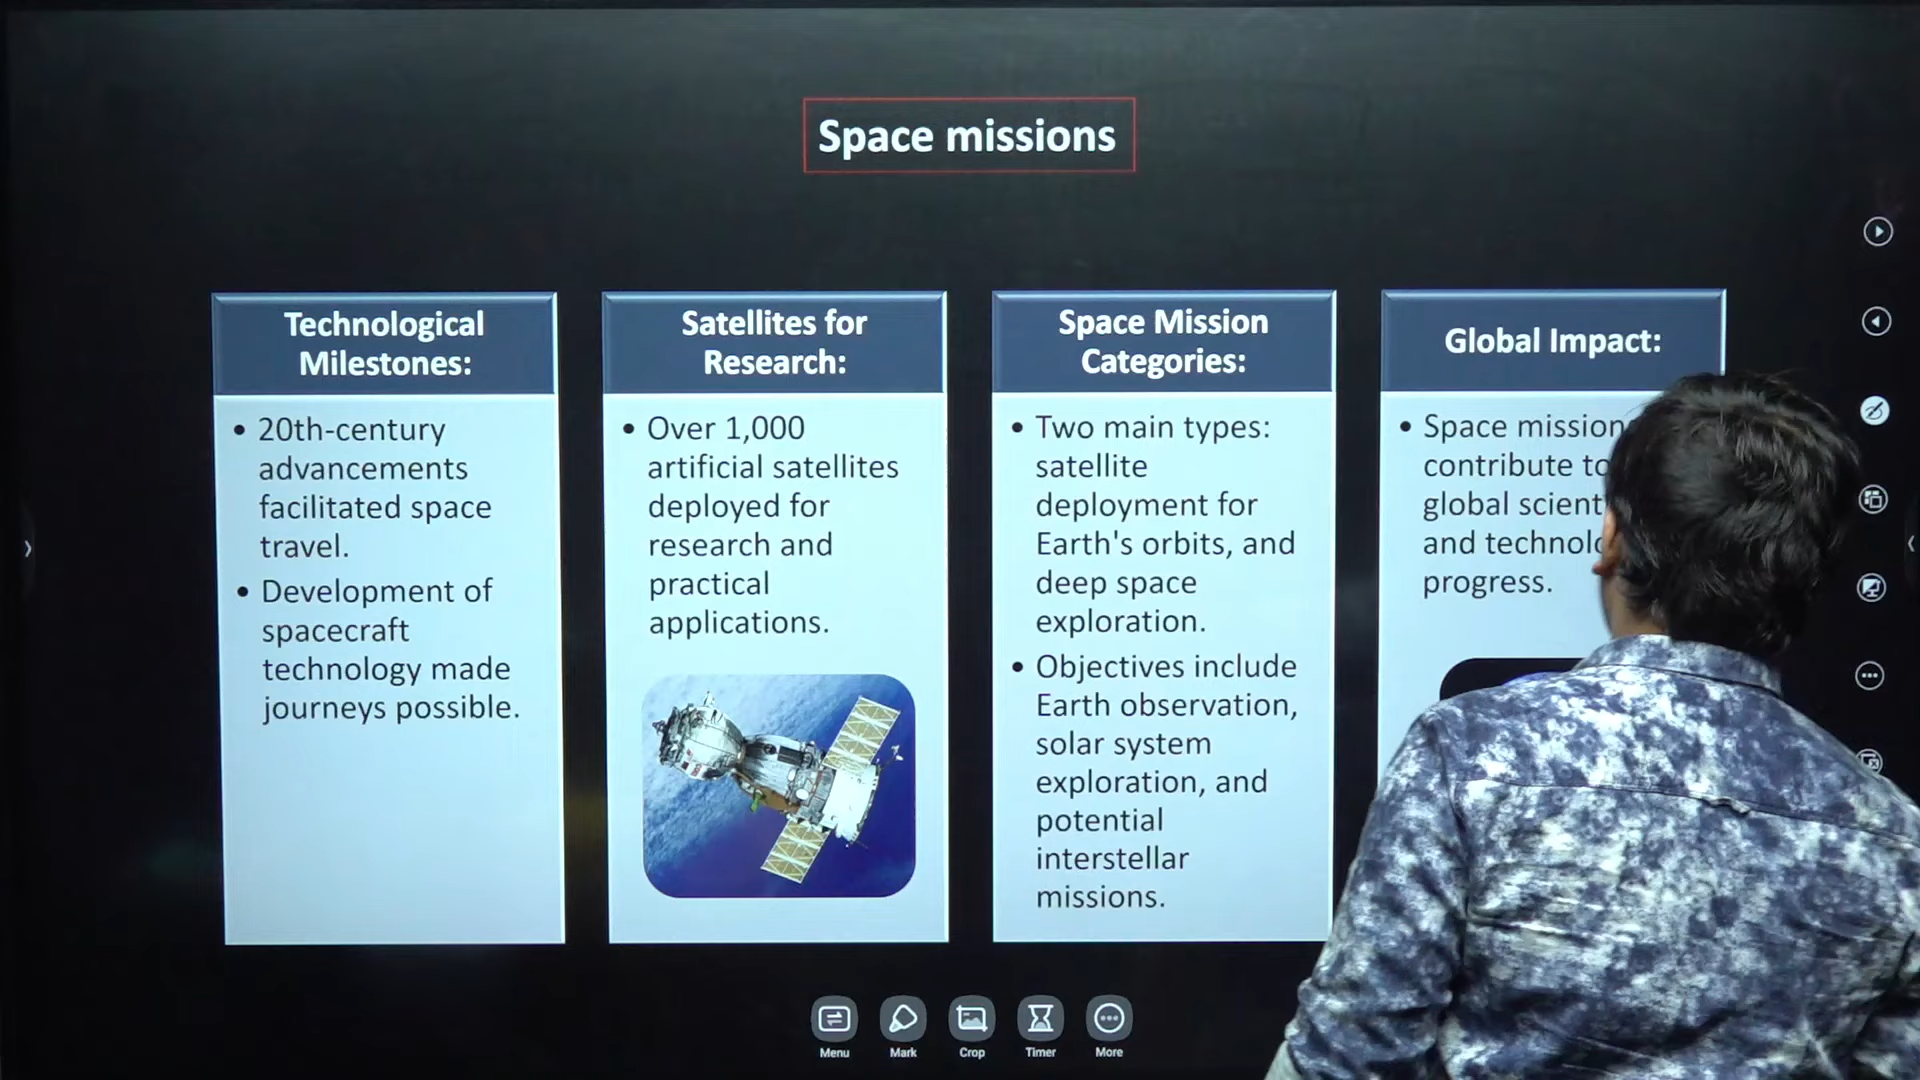 Space missions
Technological
Milestones:
• 20th-century
advancements
facilitated space
travel.
• Development of
spacecraft
technology made
journeys possible.
Satellites for
Research:
• Over 1,000
artificial satellites
deployed for
research and
practical
applications.
Space Mission
Categories:
• Two main types:
satellite
deployment for
Earth's orbits, and
deep space
exploration.
• Objectives include
Earth observation,
solar system
exploration, and
potential
interstellar
missions.
Global Impact:
• Space mission
contribute to
global scient
and technolo
progress.
Menu
Mark
Crop
Timer
More